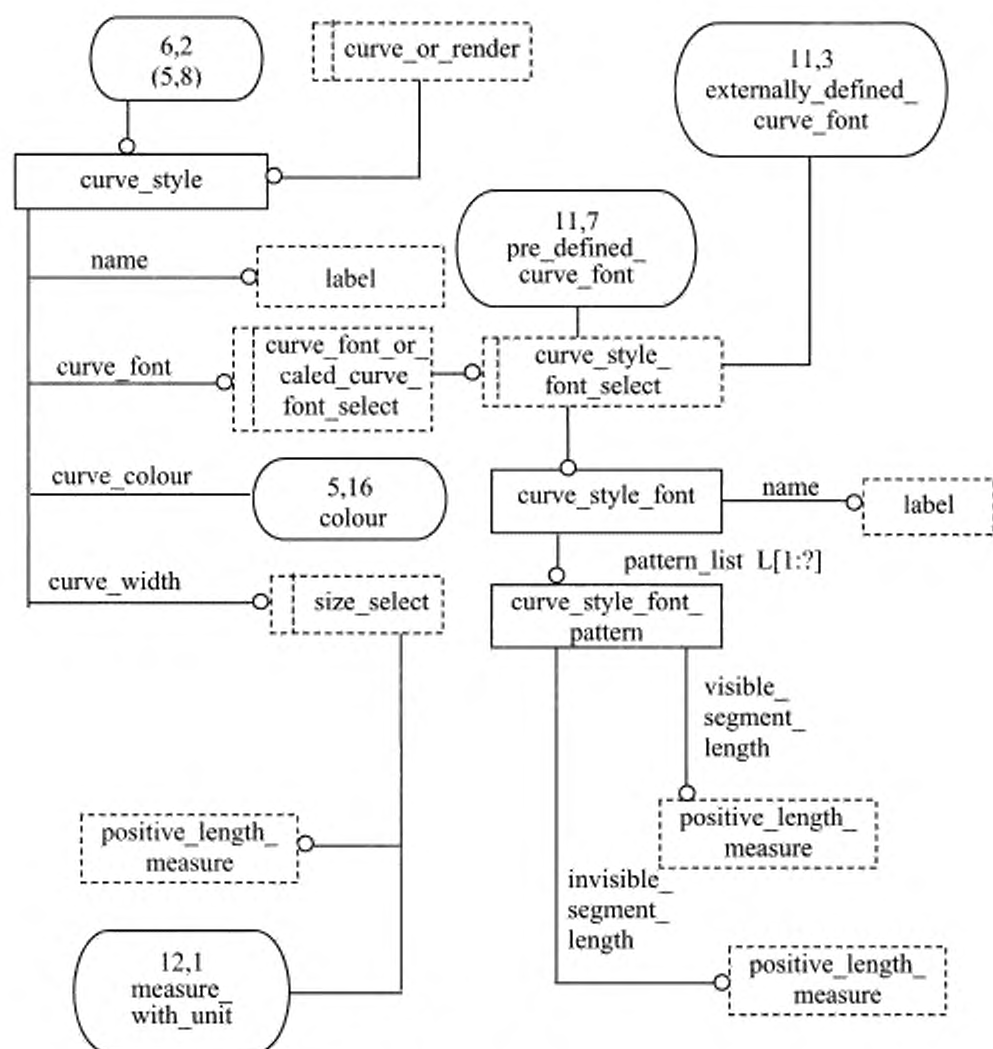 6,2
(5,8)
curve_or_render
11,3
externally_defined_
curve_font
curve_style
11,7
pre_defined_
curve_font
name
label
curve_font
curve_font_or_
caled_curve_
font_select
curve_style_
font_select
curve_colour
5,16
colour
curve_style_font
name
label
pattern_list L[1:?]
curve_width
size_select
curve_style_font_
pattern
visible_
segment_
length
positive_length_
measure
positive_length_
measure
invisible_
segment_
length
12,1
measure_
with_unit
positive_length_
measure